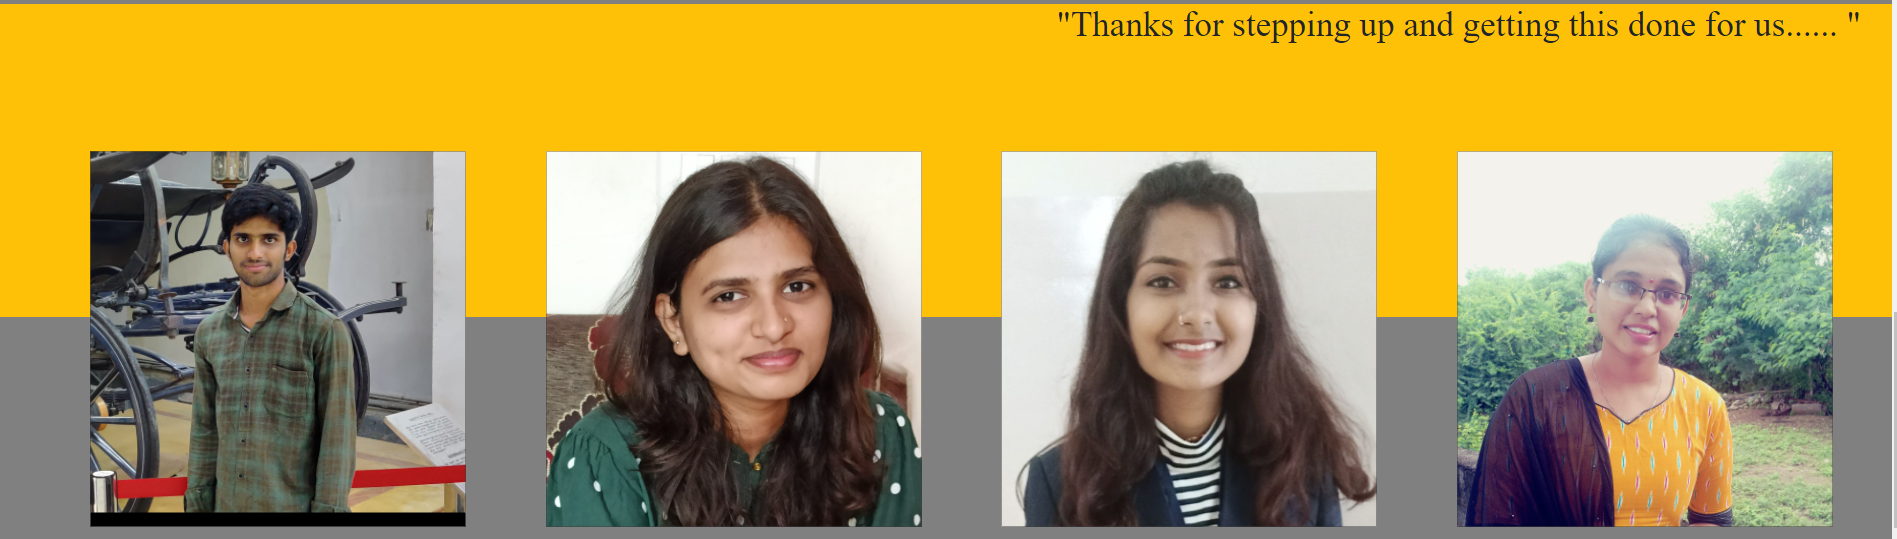 "Thanks for stepping up and getting this done for us...... "